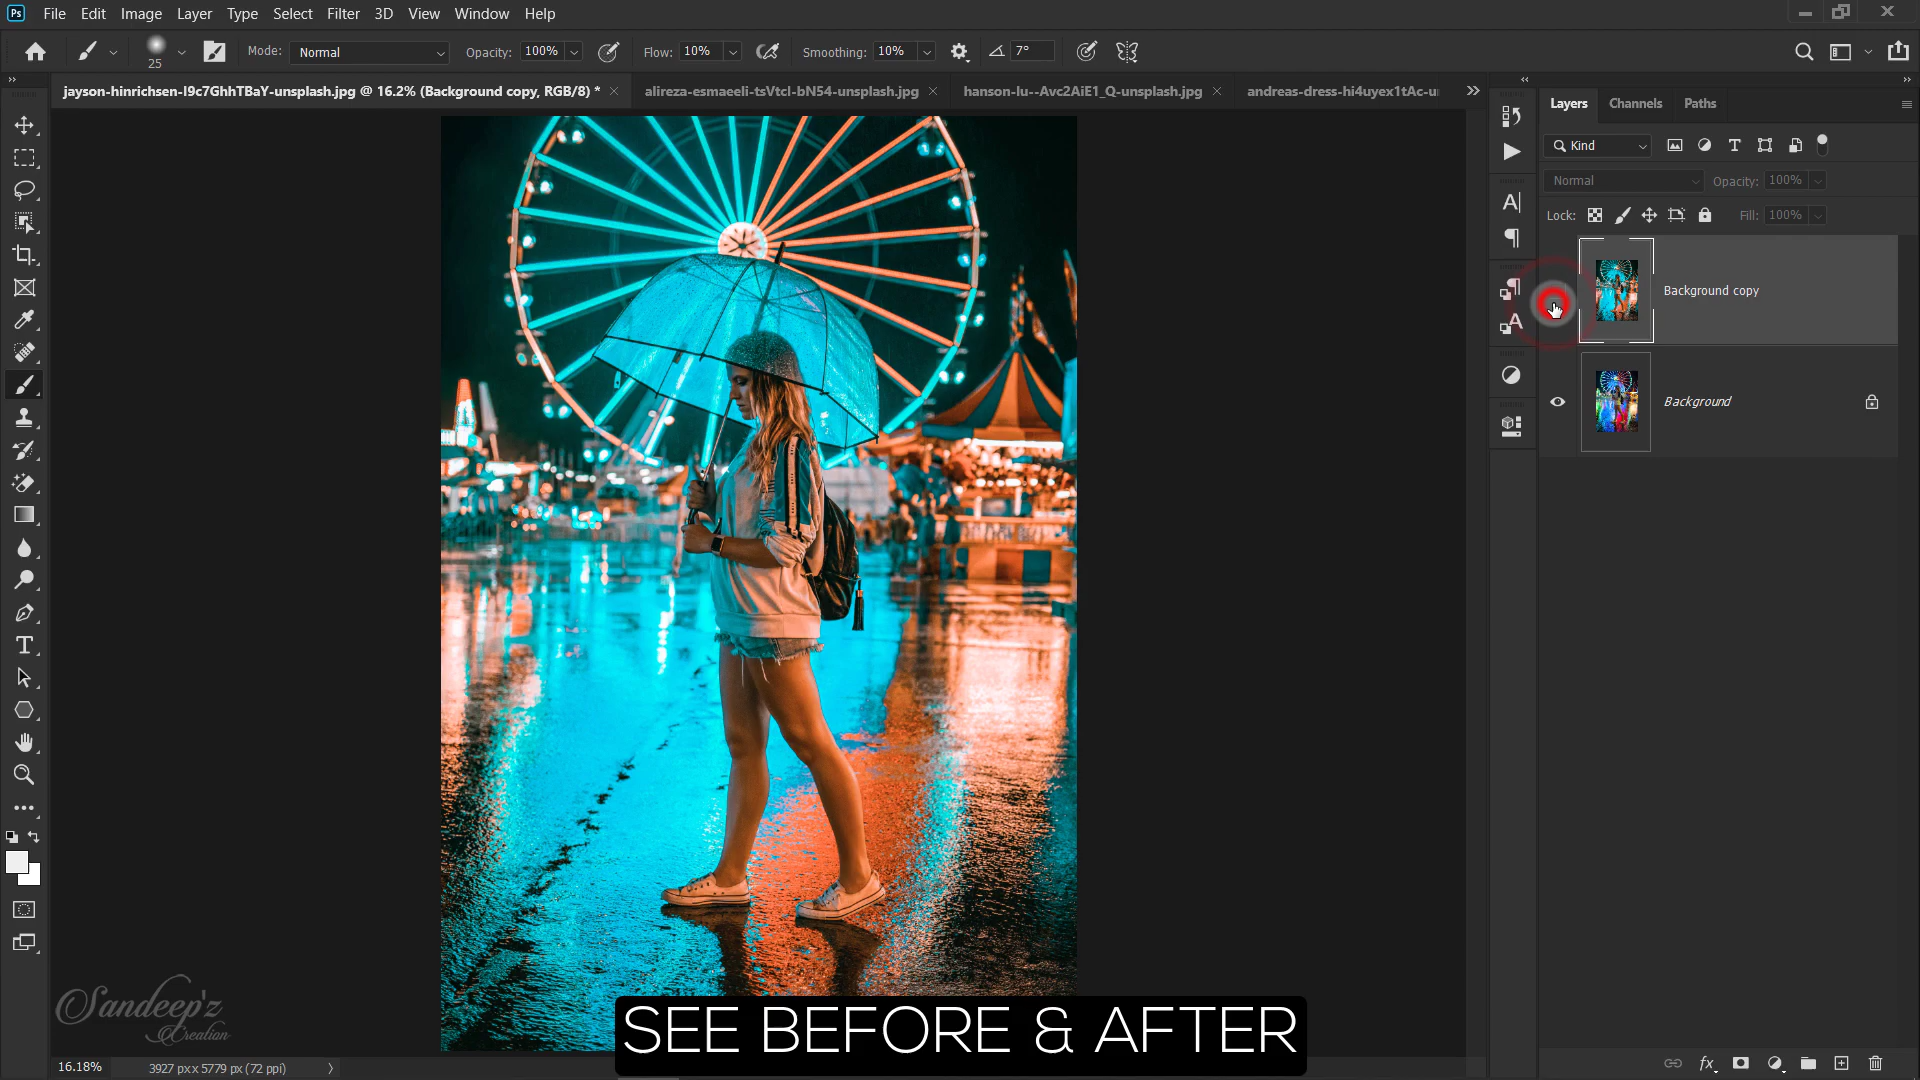 Ps File Edit Image Layer Type Select Filter 3D View Window Help
25 Mode: Normal Opacity: 100% Flow: 10% Smoothing: 10% 7°
jayson-hinrichsen-I9c7GhhTBaY-unsplash.jpg @ 16.2% (Background copy, RGB/8) * alireza-esmaeeli-tsVtcI-bN54-unsplash.jpg hanson-lu--Avc2AiE1_Q-unsplash.jpg andreas-dress-hi4uyex1tAc-u
Layers Channels Paths
Kind
Normal Opacity: 100%
Lock: Fill: 100%
Background copy
Background
Sandeep'z
Creation
SEE BEFORE & AFTER
16.18% 3927 px x 5779 px (72 ppi)